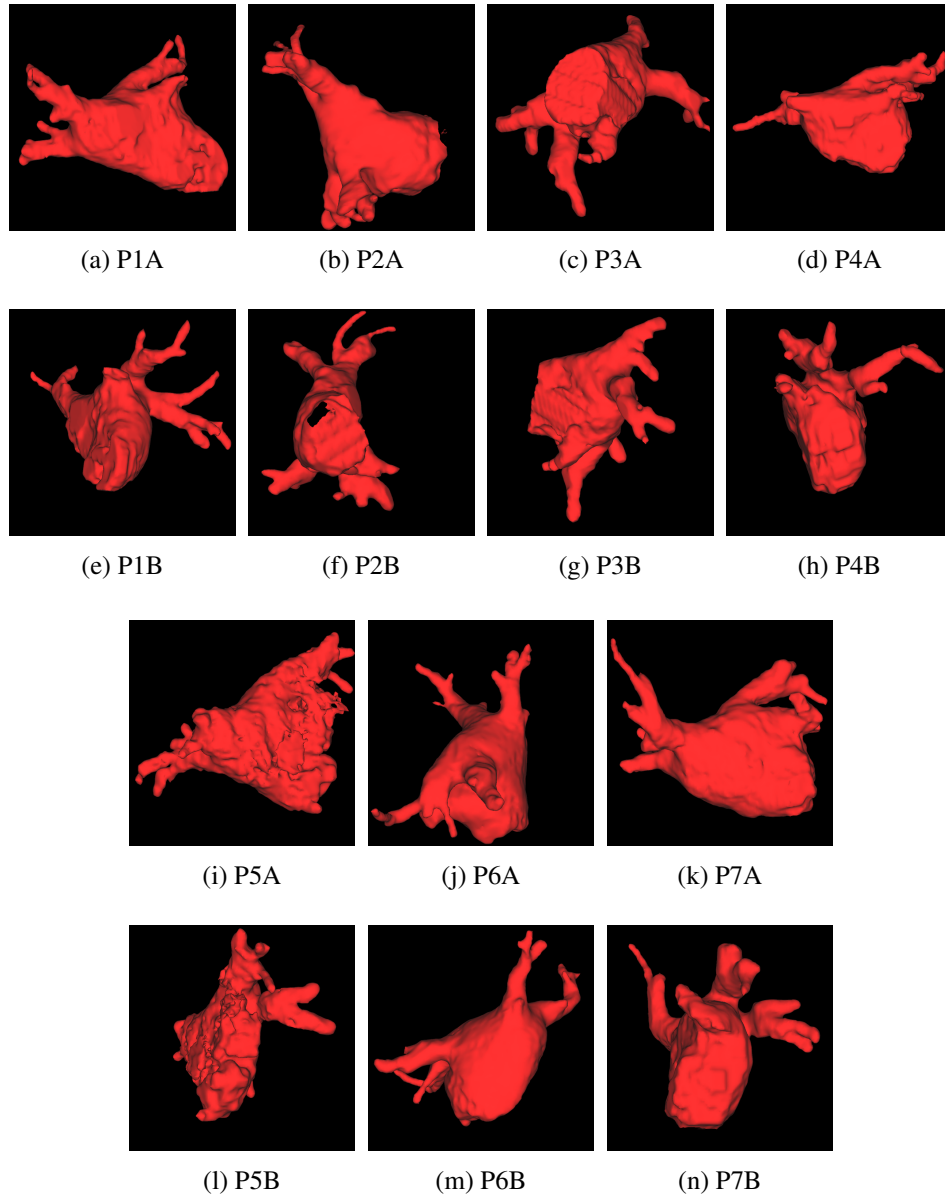 (a) P1A (b) P2A (c) P3A (d) P4A
(e) P1B (f) P2B (g) P3B (h) P4B
(i) P5A (j) P6A (k) P7A
(l) P5B (m) P6B (n) P7B